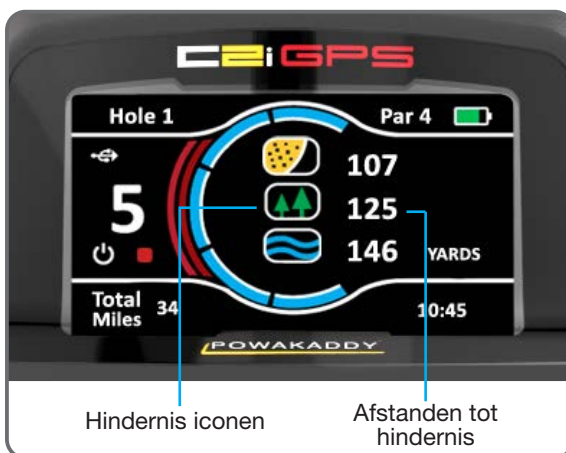 C2i GPS
Hole 1 Par 4
107
5 125
146 YARDS
Total Miles 34 10:45
POWAKADDY
Hindernis iconen
Afstanden tot
hindernis